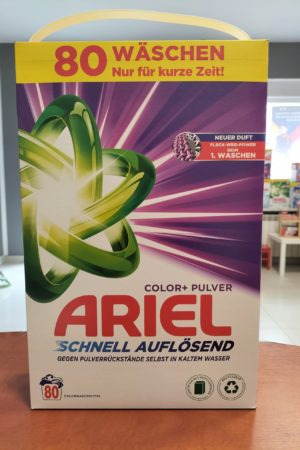 80 WÄSCHEN
Nur für kurze Zeit!
NEUER DUFT
FLECK-WEG-POWER
BEIM
1. WASCHEN
COLOR+ PULVER
ARIEL
SCHNELL AUFLÖSEND
GEGEN PULVERRÜCKSTÄNDE SELBST IN KALTEM WASSER
80
COLORWASCHMITTEL